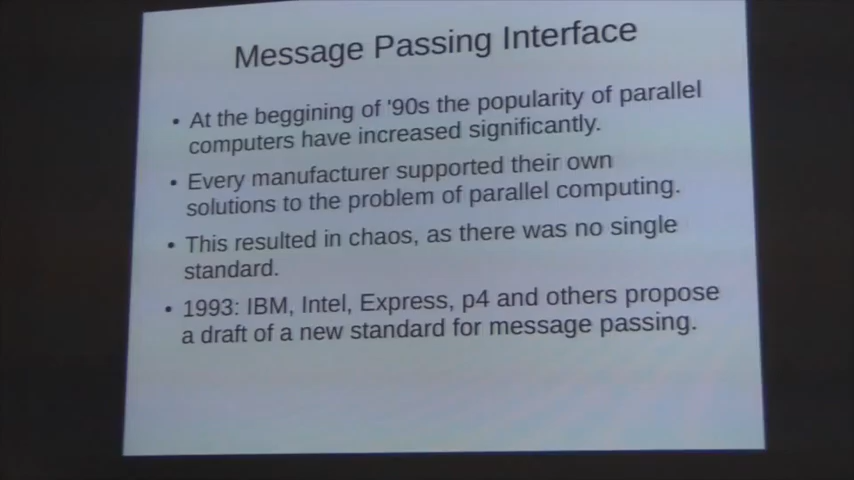 Message Passing Interface
• At the beggining of '90s the popularity of parallel
computers have increased significantly.
• Every manufacturer supported their own
solutions to the problem of parallel computing.
• This resulted in chaos, as there was no single
standard.
• 1993: IBM, Intel, Express, p4 and others propose
a draft of a new standard for message passing.